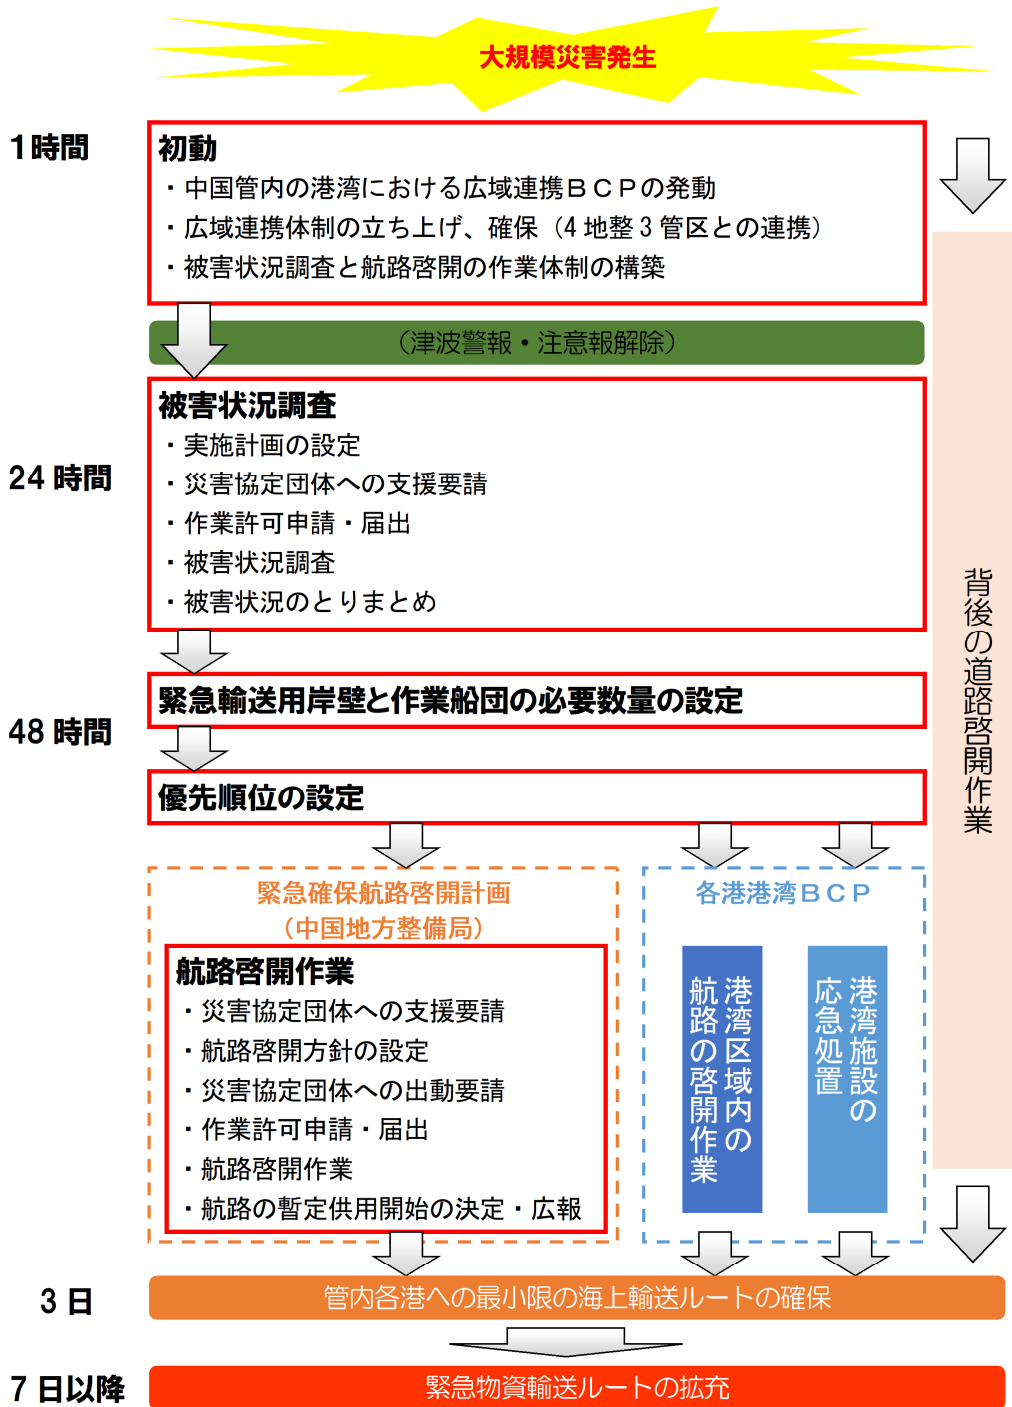 大規模災害発生
1時間
初動
・中国管内の港湾における広域連携ＢＣＰの発動
・広域連携体制の立ち上げ、確保（4地整3管区との連携）
・被害状況調査と航路啓開の作業体制の構築
（津波警報・注意報解除）
24時間
被害状況調査
・実施計画の設定
・災害協定団体への支援要請
・作業許可申請・届出
・被害状況調査
・被害状況のとりまとめ
緊急輸送用岸壁と作業船団の必要数量の設定
48時間
優先順位の設定
緊急確保航路啓開計画
（中国地方整備局）
航路啓開作業
・災害協定団体への支援要請
・航路啓開方針の設定
・災害協定団体への出動要請
・作業許可申請・届出
・航路啓開作業
・航路の暫定供用開始の決定・広報
各港港湾ＢＣＰ
港湾区域内の
航路の啓開作業
港湾施設の
応急処置
背後の道路啓開作業
3日
管内各港への最小限の海上輸送ルートの確保
7日以降
緊急物資輸送ルートの拡充